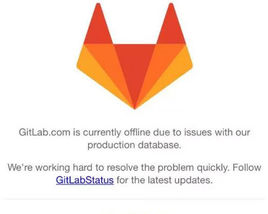 GitLab.com is currently offline due to issues with our
production database.
We're working hard to resolve the problem quickly. Follow
GitLabStatus for the latest updates.